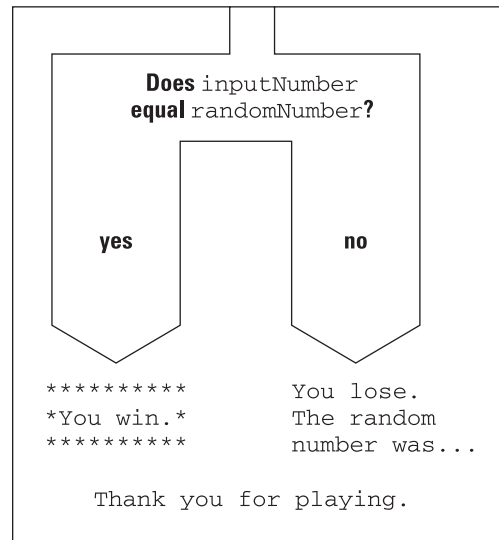 Does inputNumber
equal randomNumber?
yes
no
**********
*You win.*
**********
You lose.
The random
number was...
Thank you for playing.